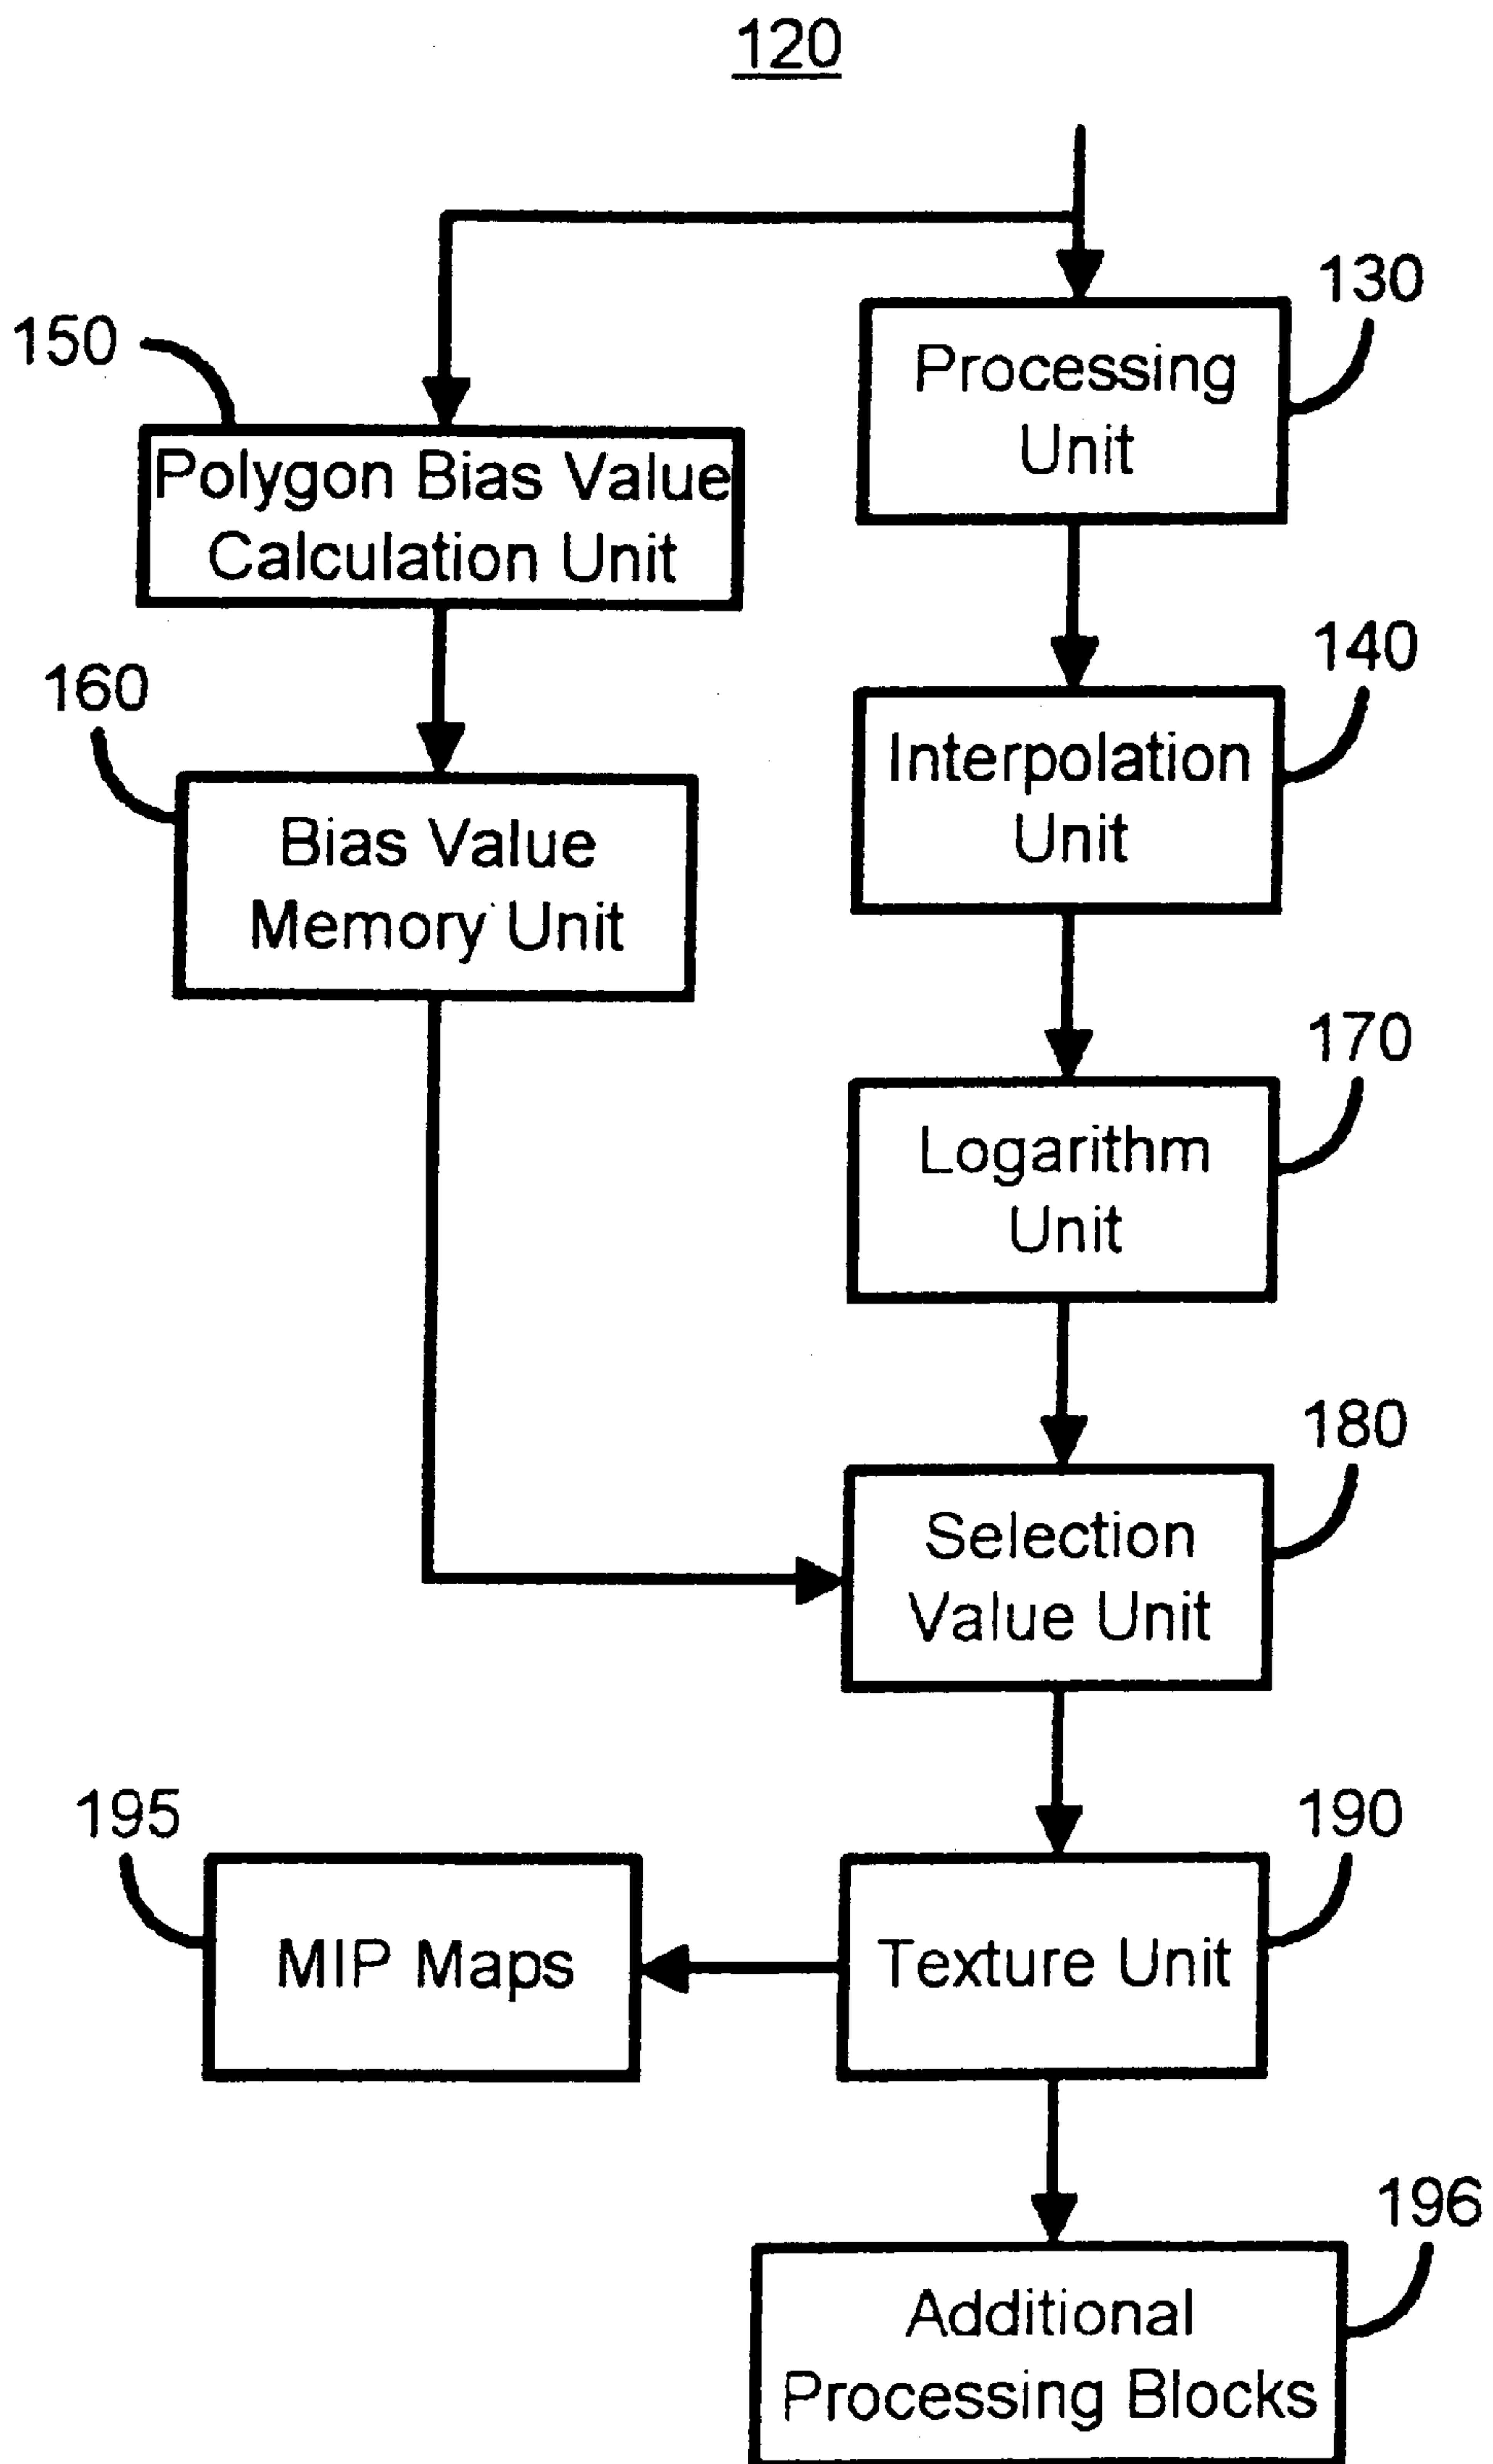 120
130
Processing
Unit
150
Polygon Bias Value
Calculation Unit
140
Interpolation
Unit
160
Bias Value
Memory Unit
170
Logarithm
Unit
180
Selection
Value Unit
195
MIP Maps
190
Texture Unit
196
Additional
Processing Blocks